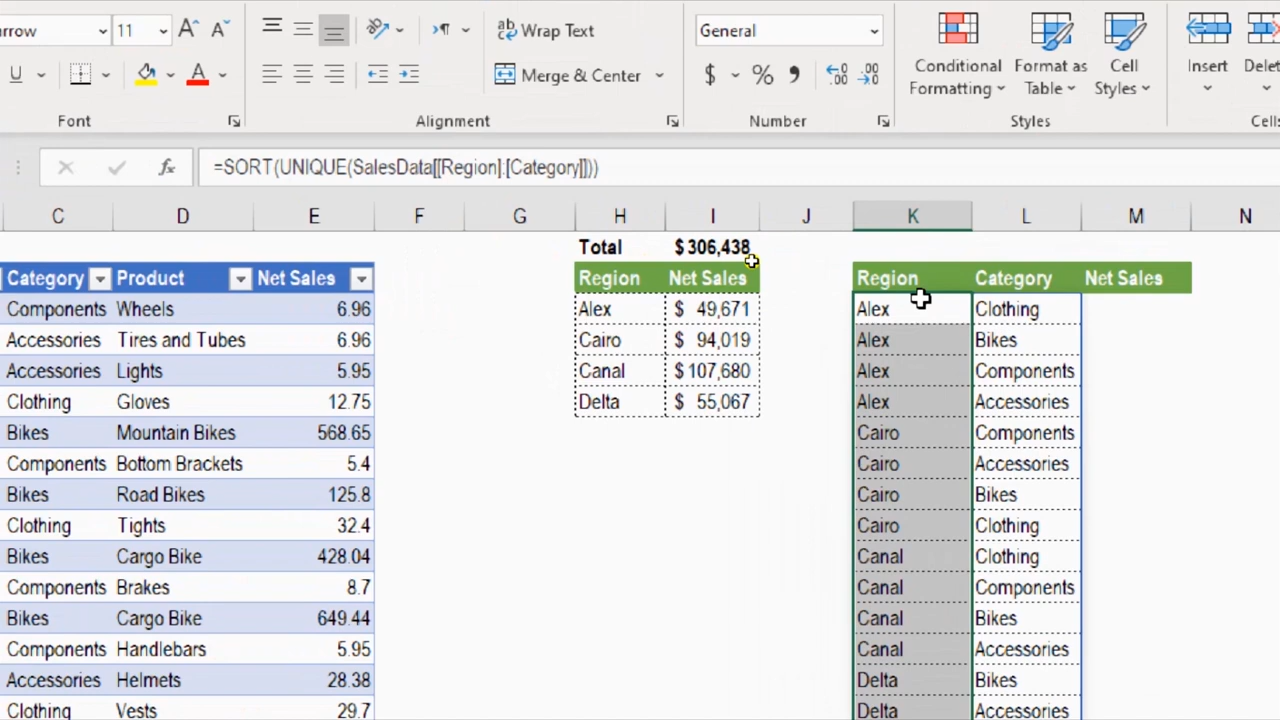 rrow 11 A^ A˅ ab Wrap Text General
U A Merge & Center $ % , .00 .00 Conditional Formatting Format as Table Cell Styles Insert Delet
Font Alignment Number Styles Cells
fx =SORT(UNIQUE(SalesData[[Region]:[Category]]))
C D E F G H I J K L M N
Total $ 306,438
Category Product Net Sales Region Net Sales Region Category Net Sales
Components Wheels 6.96 Alex $ 49,671 Alex Clothing
Accessories Tires and Tubes 6.96 Cairo $ 94,019 Alex Bikes
Accessories Lights 5.95 Canal $ 107,680 Alex Components
Clothing Gloves 12.75 Delta $ 55,067 Alex Accessories
Bikes Mountain Bikes 568.65 Cairo Components
Components Bottom Brackets 5.4 Cairo Accessories
Bikes Road Bikes 125.8 Cairo Bikes
Clothing Tights 32.4 Cairo Clothing
Bikes Cargo Bike 428.04 Canal Clothing
Components Brakes 8.7 Canal Components
Bikes Cargo Bike 649.44 Canal Bikes
Components Handlebars 5.95 Canal Accessories
Accessories Helmets 28.38 Delta Bikes
Clothing Vests 29.7 Delta Accessories